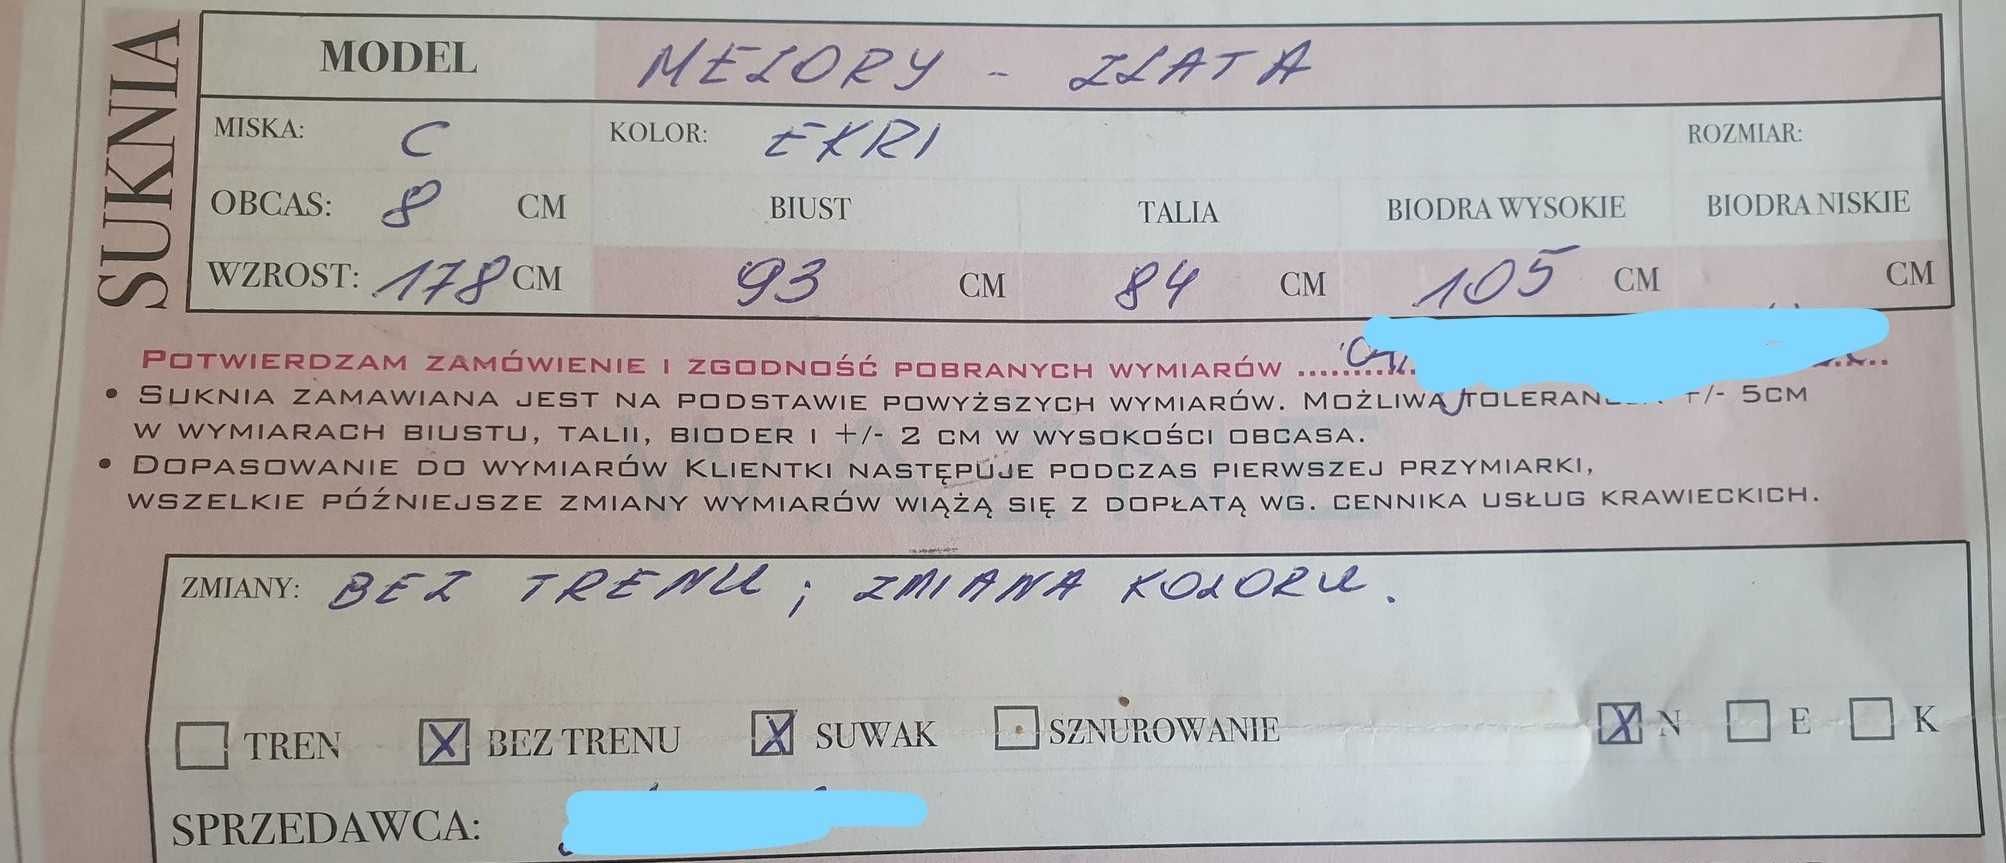 SUKNIA
MODEL MELORY - ZLATA
MISKA: C KOLOR: EKRI ROZMIAR:
OBCAS: 8 CM BIUST TALIA BIODRA WYSOKIE BIODRA NISKIE
WZROST: 178 CM 93 CM 84 CM 105 CM CM
POTWIERDZAM ZAMÓWIENIE I ZGODNOŚĆ POBRANYCH WYMIARÓW
• SUKNIA ZAMAWIANA JEST NA PODSTAWIE POWYŻSZYCH WYMIARÓW. MOŻLIWA +/- 5CM
W WYMIARACH BIUSTU, TALII, BIODER I +/- 2 CM W WYSOKOŚCI OBCASA.
• DOPASOWANIE DO WYMIARÓW KLIENTKI NASTĘPUJE PODCZAS PIERWSZEJ PRZYMIARKI,
WSZELKIE PÓŹNIEJSZE ZMIANY WYMIARÓW WIĄŻĄ SIĘ Z DOPŁATĄ WG. CENNIKA USŁUG KRAWIECKICH.
ZMIANY: BEZ TRENU; ZMIANA KOLORU.
TREN X BEZ TRENU X SUWAK SZNUROWANIE X N E K
SPRZEDAWCA: